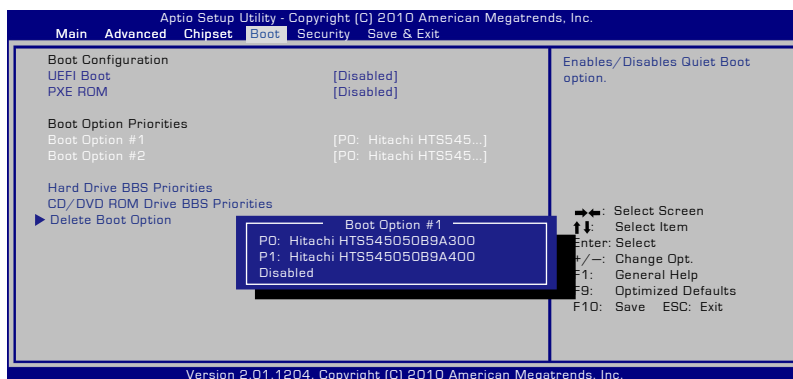 Aptio Setup Utility - Copyright (C) 2010 American Megatrends, Inc.
Main Advanced Chipset Boot Security Save & Exit
Boot Configuration
UEFI Boot [Disabled]
PXE ROM [Disabled]
Boot Option Priorities
Boot Option #1 [P0: Hitachi HTS545...]
Boot Option #2 [P0: Hitachi HTS545...]
Hard Drive BBS Priorities
CD/DVD ROM Drive BBS Priorities
Delete Boot Option
Boot Option #1
P0: Hitachi HTS545050B9A300
P1: Hitachi HTS545050B9A400
Disabled
Enables/Disables Quiet Boot
option.
→←: Select Screen
↑↓: Select Item
Enter: Select
+/—: Change Opt.
F1: General Help
F9: Optimized Defaults
F10: Save ESC: Exit
Version 2.01.1204. Copyright (C) 2010 American Megatrends, Inc.